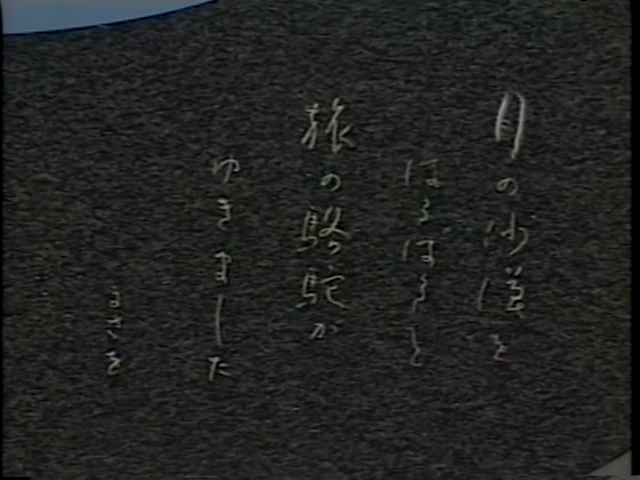 月の沙漠を
はるばると
旅の駱駝が
ゆきました
まさを